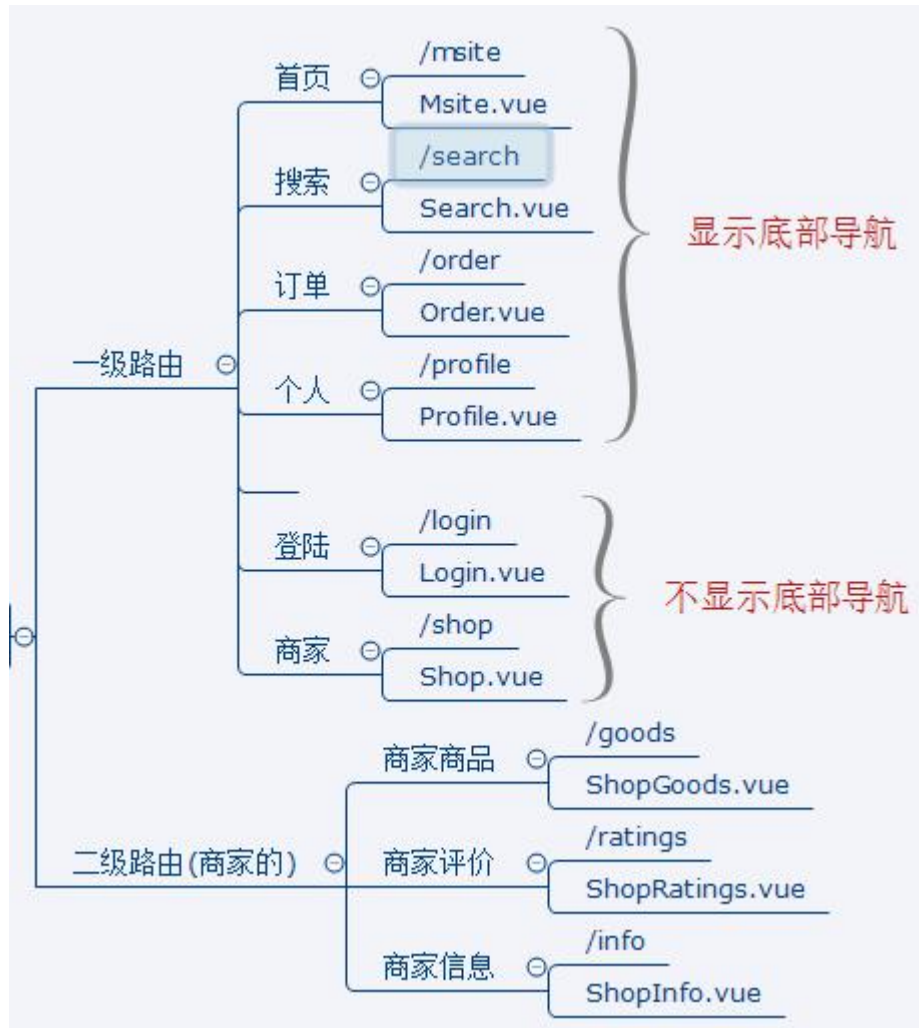 一级路由
首页
/msite
Msite.vue
搜索
/search
Search.vue
订单
/order
Order.vue
个人
/profile
Profile.vue
显示底部导航
登陆
/login
Login.vue
商家
/shop
Shop.vue
不显示底部导航
二级路由(商家的)
商家商品
/goods
ShopGoods.vue
商家评价
/ratings
ShopRatings.vue
商家信息
/info
ShopInfo.vue